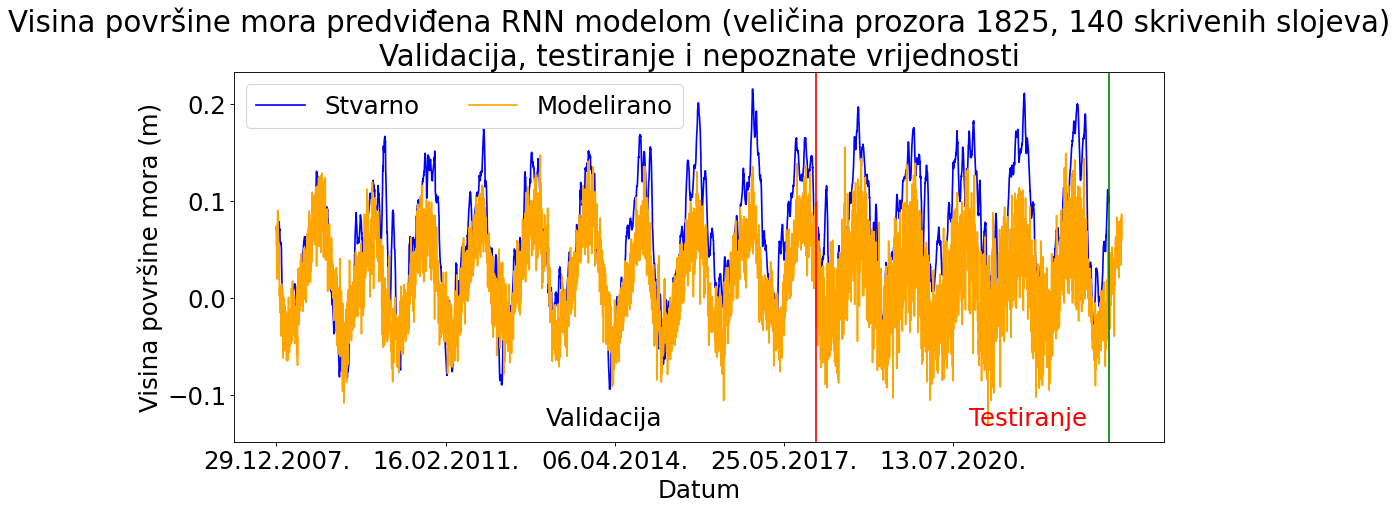 Visina površine mora predviđena RNN modelom (veličina prozora 1825, 140 skrivenih slojeva)
Validacija, testiranje i nepoznate vrijednosti
Stvarno
Modelirano
Visina površine mora (m)
0.2
0.1
0.0
−0.1
Validacija
Testiranje
29.12.2007.
16.02.2011.
06.04.2014.
25.05.2017.
13.07.2020.
Datum